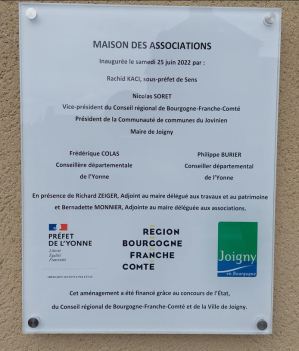 MAISON DES ASSOCIATIONS
Inaugurée le samedi 25 juin 2022 par :
Rachid KACI, sous-préfet de Sens
Nicolas SORET
Vice-président du Conseil régional de Bourgogne-Franche-Comté
Président de la Communauté de communes du Jovinien
Maire de Joigny
Frédérique COLAS
Conseillère départementale
de l'Yonne
Philippe BURIER
Conseiller départemental
de l'Yonne
En présence de Richard ZEIGER, Adjoint au maire délégué aux travaux et au patrimoine
et Bernadette MONNIER, Adjointe au maire déléguée aux associations.
PRÉFET
DE L'YONNE
Liberté
Égalité
Fraternité
REGION
BOURGOGNE
FRANCHE
COMTE
Joigny
en Bourgogne
Cet aménagement a été financé grâce au concours de l'État,
du Conseil régional de Bourgogne-Franche-Comté et de la Ville de Joigny.